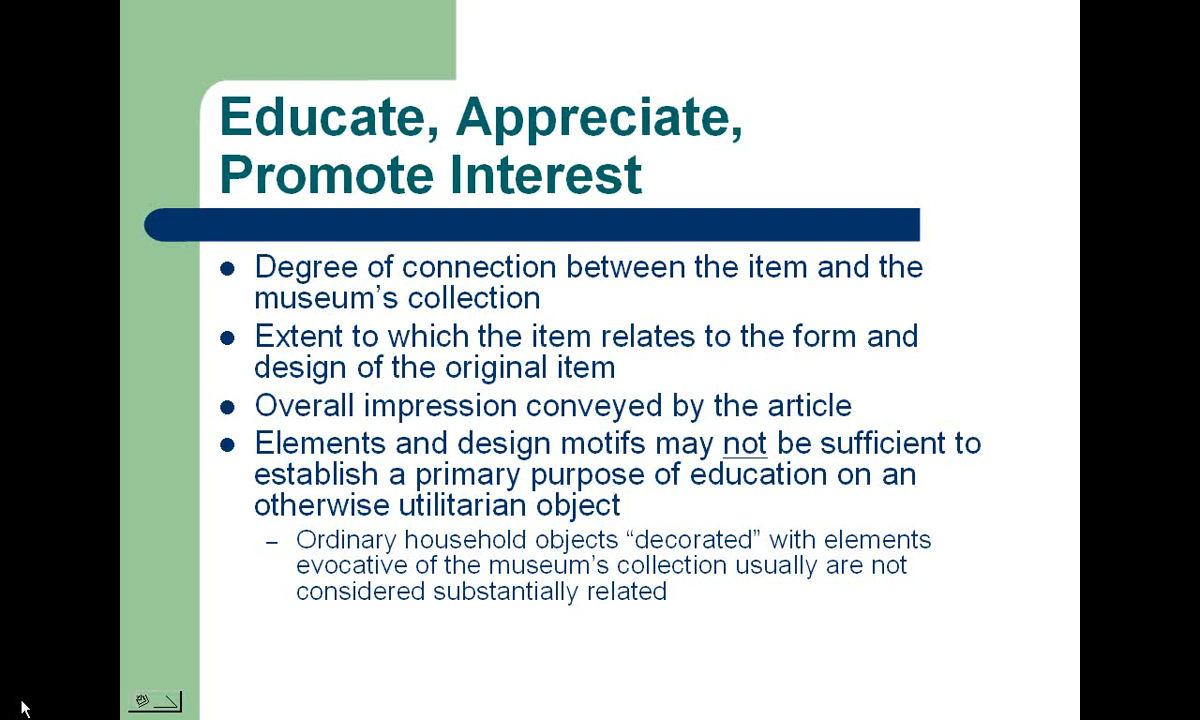 Educate, Appreciate,
Promote Interest
● Degree of connection between the item and the
museum's collection
● Extent to which the item relates to the form and
design of the original item
● Overall impression conveyed by the article
● Elements and design motifs may not be sufficient to
establish a primary purpose of education on an
otherwise utilitarian object
– Ordinary household objects “decorated” with elements
evocative of the museum's collection usually are not
considered substantially related